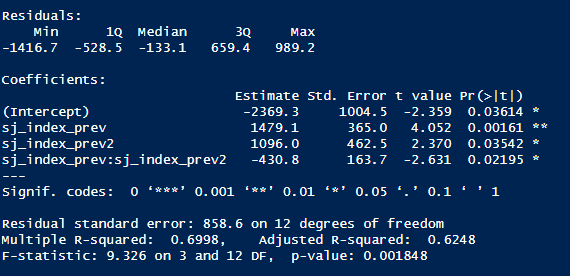 Residuals:
    Min      1Q  Median      3Q     Max
-1416.7  -528.5  -133.1   659.4   989.2

Coefficients:
                          Estimate Std. Error t value Pr(>|t|)
(Intercept)                -2369.3     1004.5  -2.359  0.03614 *
sj_index_prev               1479.1      365.0   4.052  0.00161 **
sj_index_prev2              1096.0      462.5   2.370  0.03542 *
sj_index_prev:sj_index_prev2  -430.8      163.7  -2.631  0.02195 *
---
Signif. codes:  0 ‘***’ 0.001 ‘**’ 0.01 ‘*’ 0.05 ‘.’ 0.1 ‘ ’ 1

Residual standard error: 858.6 on 12 degrees of freedom
Multiple R-squared:  0.6998,    Adjusted R-squared:  0.6248
F-statistic: 9.326 on 3 and 12 DF,  p-value: 0.001848